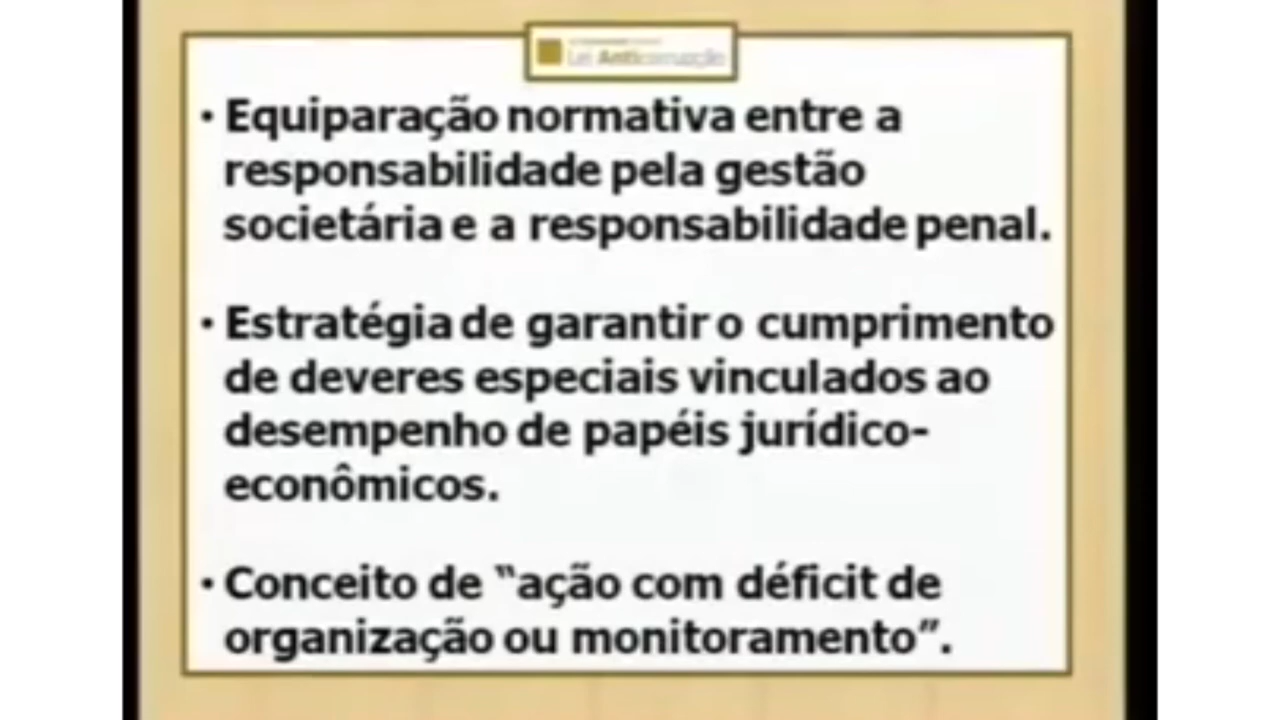 Lei Anticorrupção
• Equiparação normativa entre a
responsabilidade pela gestão
societária e a responsabilidade penal.
• Estratégia de garantir o cumprimento
de deveres especiais vinculados ao
desempenho de papéis jurídico-
econômicos.
• Conceito de “ação com déficit de
organização ou monitoramento”.